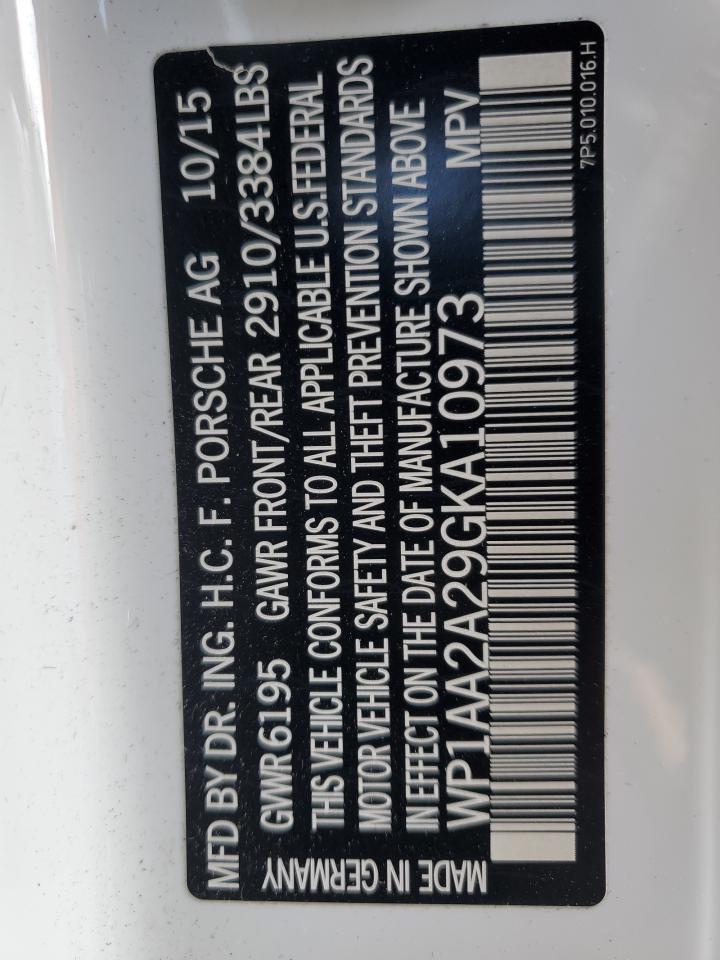 MFD BY DR. ING. H.C. F. PORSCHE AG 10/15
GWWR6195 GAWR FRONT/REAR 2910/3384LBS
THIS VEHICLE CONFORMS TO ALL APPLICABLE U.S.FEDERAL
MOTOR VEHICLE SAFETY AND THEFT PREVENTION STANDARDS
IN EFFECT ON THE DATE OF MANUFACTURE SHOWN ABOVE
WP1AA2A29GKA10973 MPV
MADE IN GERMANY
7P5.010.016.H